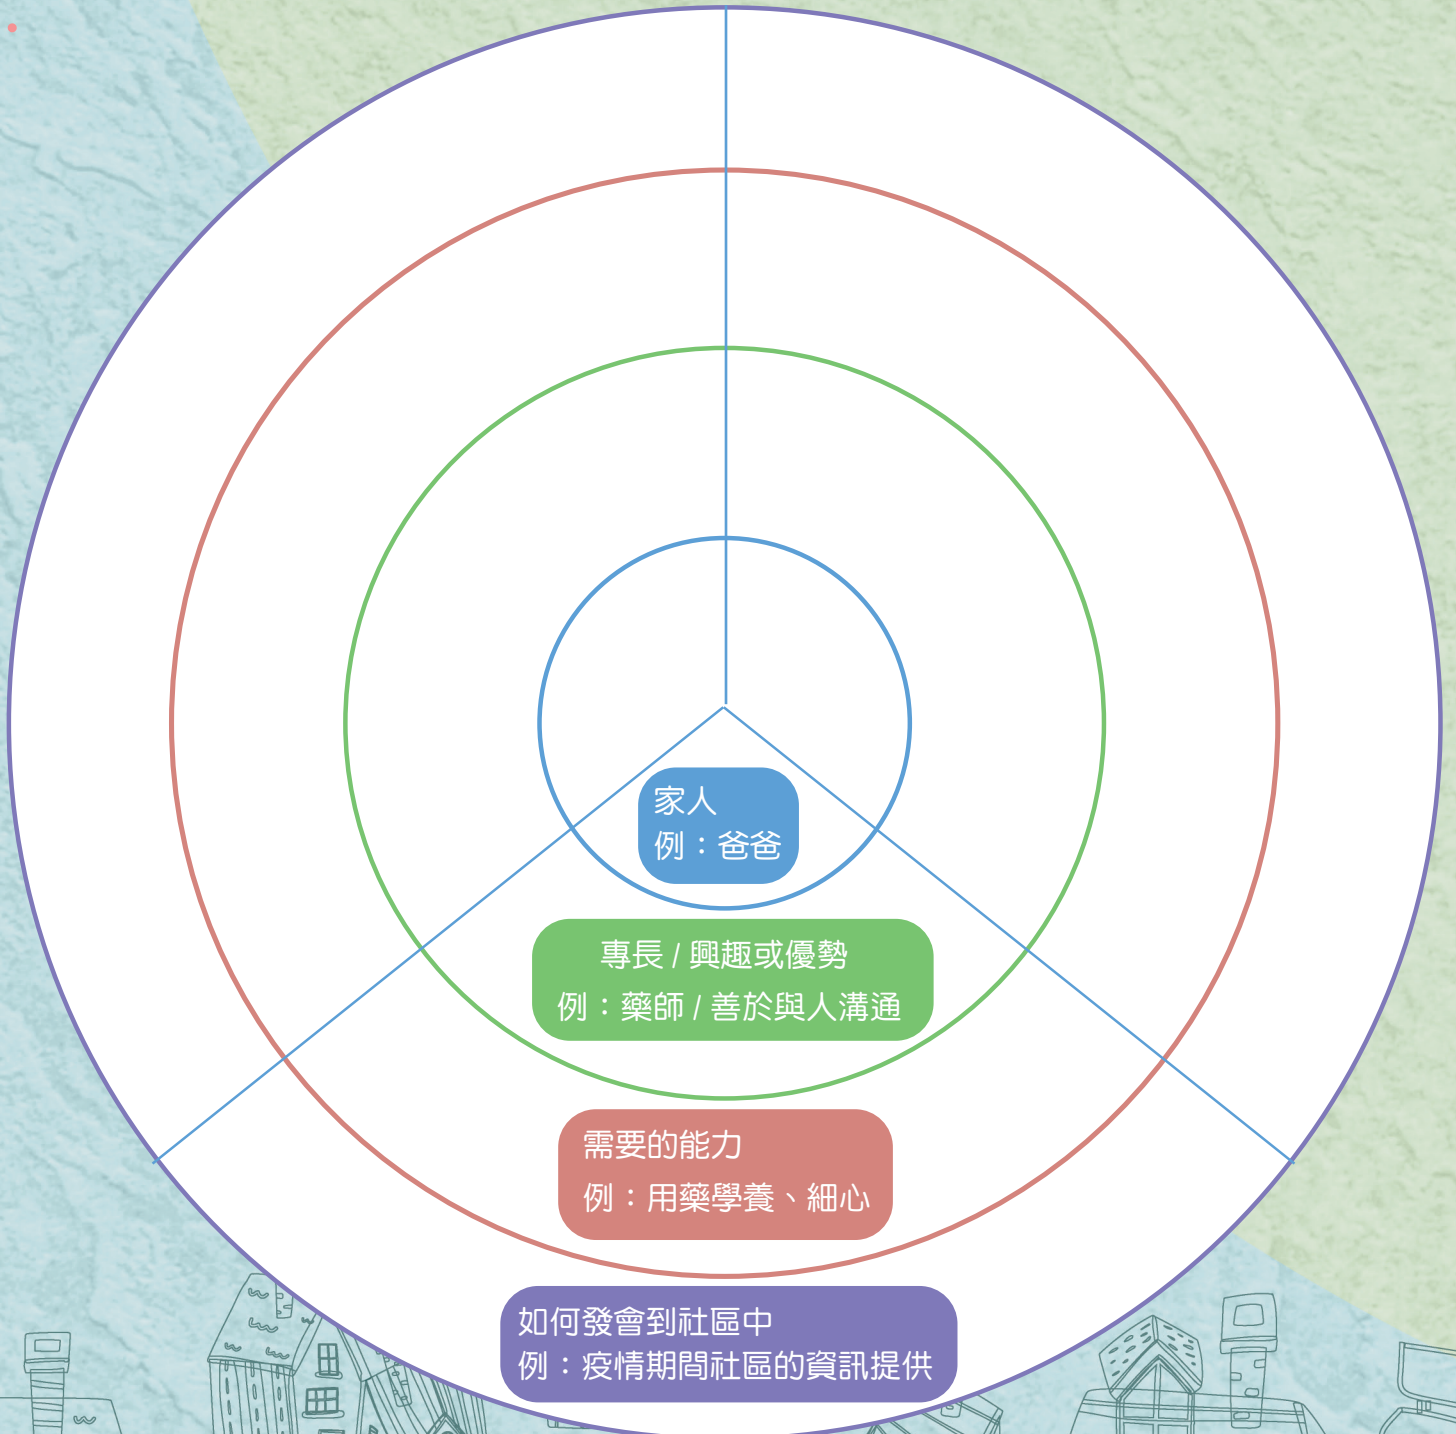 家人
例：爸爸
專長 / 興趣或優勢
例：藥師 / 善於與人溝通
需要的能力
例：用藥學養、細心
如何發會到社區中
例：疫情期間社區的資訊提供